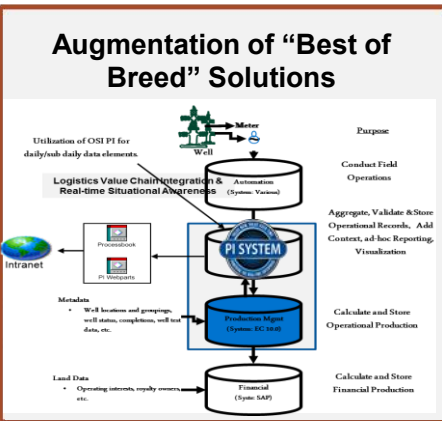 Augmentation of “Best of
Breed” Solutions
Meter
Well
Purpose
Utilization of OSI PI for
daily/sub daily data elements.
Conduct Field
Operations
Logistics Value Chain Integration &
Real-time Situational Awareness
Automation
(System: Various)
Aggregate, Validate & Store
Operational Records, Add
Context, ad-hoc Reporting,
Visualization
PI SYSTEM
Processbook
PI Webparts
Intranet
Metadata
• Well locations and groupings,
well status, completions, well test
data, etc.
Production Mgmt
(System: EC 10.0)
Calculate and Store
Operational Production
Land Data
• Operating interests, royalty owners,
etc.
Financial
(Syste: SAP)
Calculate and Store
Financial Production